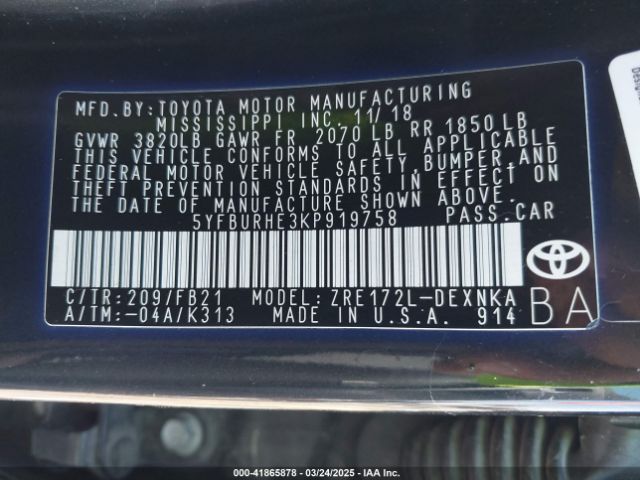 MFD.BY:TOYOTA MOTOR MANUFACTURING
MISSISSIPPI INC. 11/18
GVWR 3820LB GAWR FR 2070LB RR 1850LB
THIS VEHICLE CONFORMS TO ALL APPLICABLE
FEDERAL MOTOR VEHICLE SAFETY, BUMPER, AND
THEFT PREVENTION STANDARDS IN EFFECT ON
THE DATE OF MANUFACTURE SHOWN ABOVE.
5YFBURHE3KP919758 PASS.CAR
C/TR:209/FB21 MODEL:ZRE172L-DEXNKA
A/TM:-04A/K313 MADE IN U.S.A. 914
BA
000-41865878 - 03/24/2025 - IAA Inc.